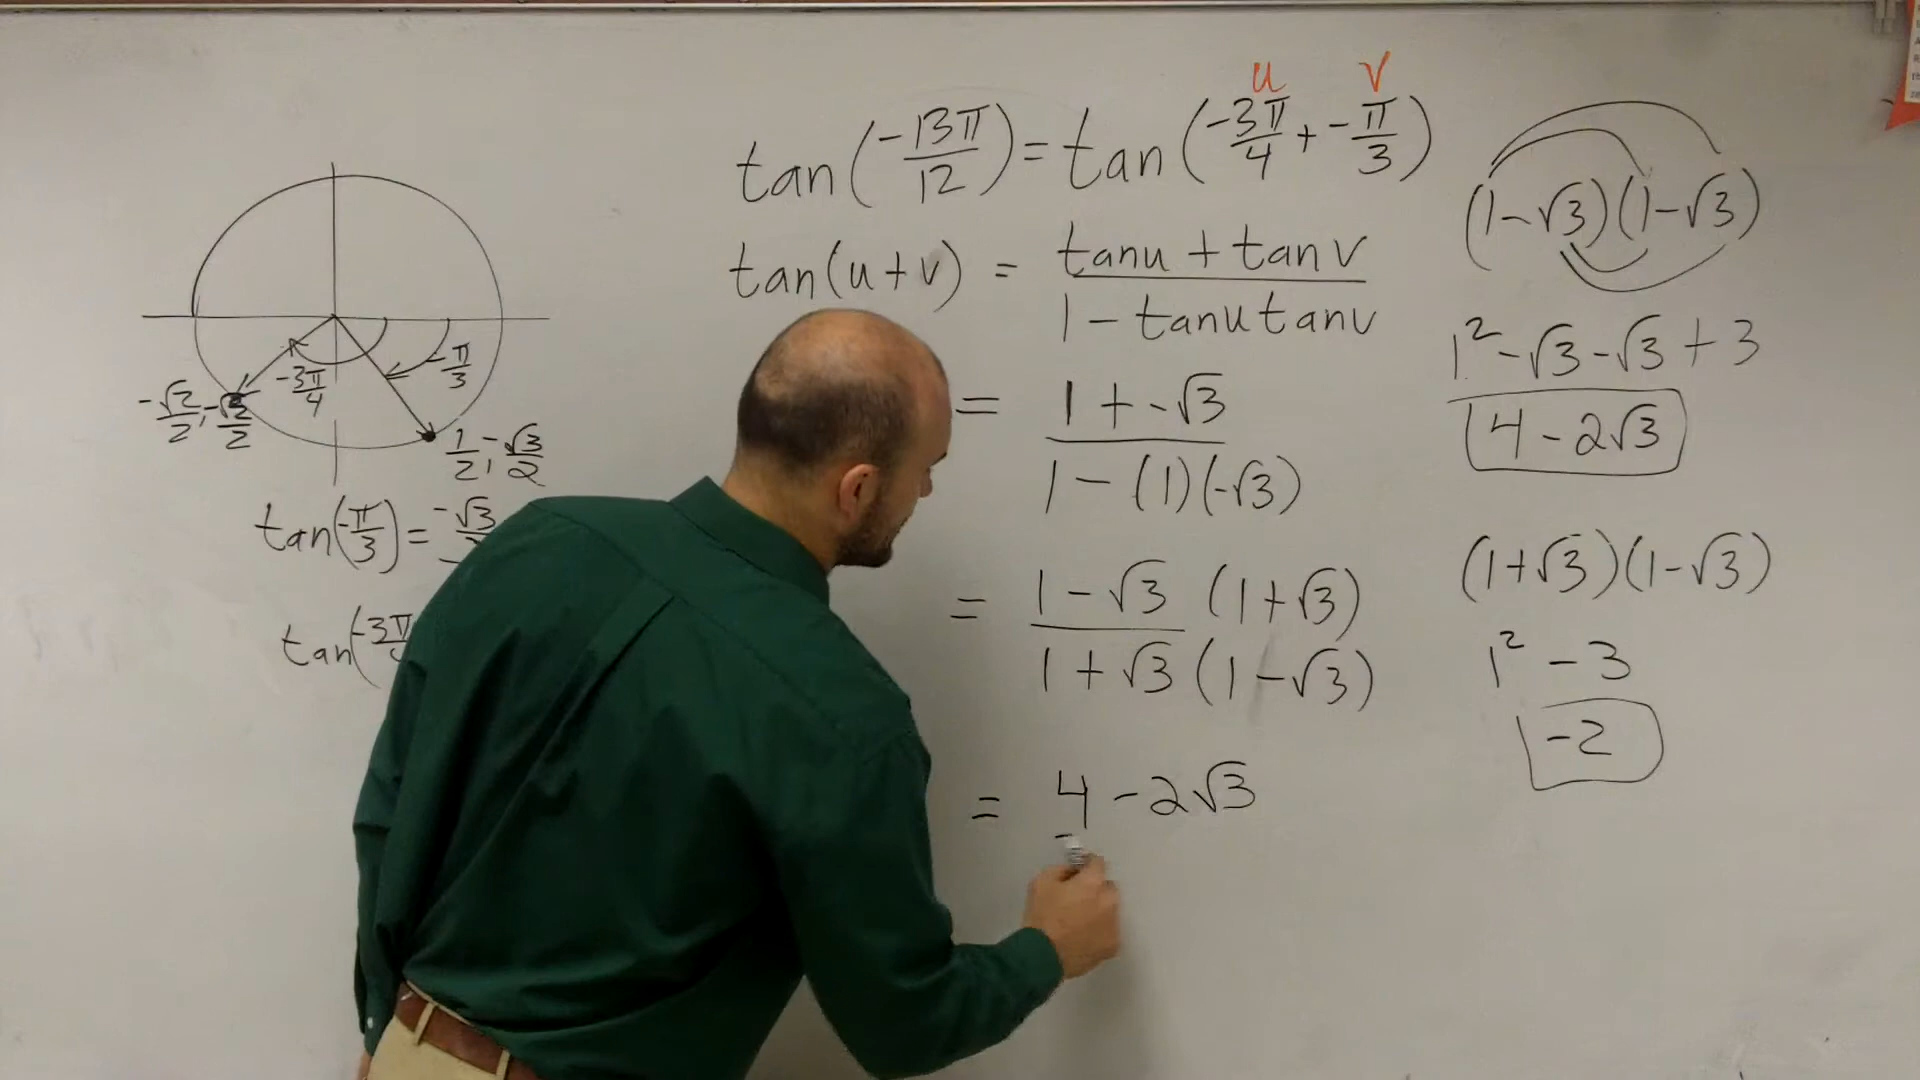 u v
tan(-13π/12) = tan(-3π/4 + -π/3)
tan(u+v) = tanu + tanv / 1 - tanu tanv
= 1 + -√3 / 1 - (1)(-√3)
= 1 - √3 (1 + √3) / 1 + √3 (1 - √3)
= 4 - 2√3
(1-√3)(1-√3)
1² - √3 - √3 + 3
4 - 2√3
(1+√3)(1-√3)
1² - 3
-2
-π/3
-3π/4
-√2/2, -√2/2
1/2, -√3/2
tan(-π/3) = -√3
tan(-3π